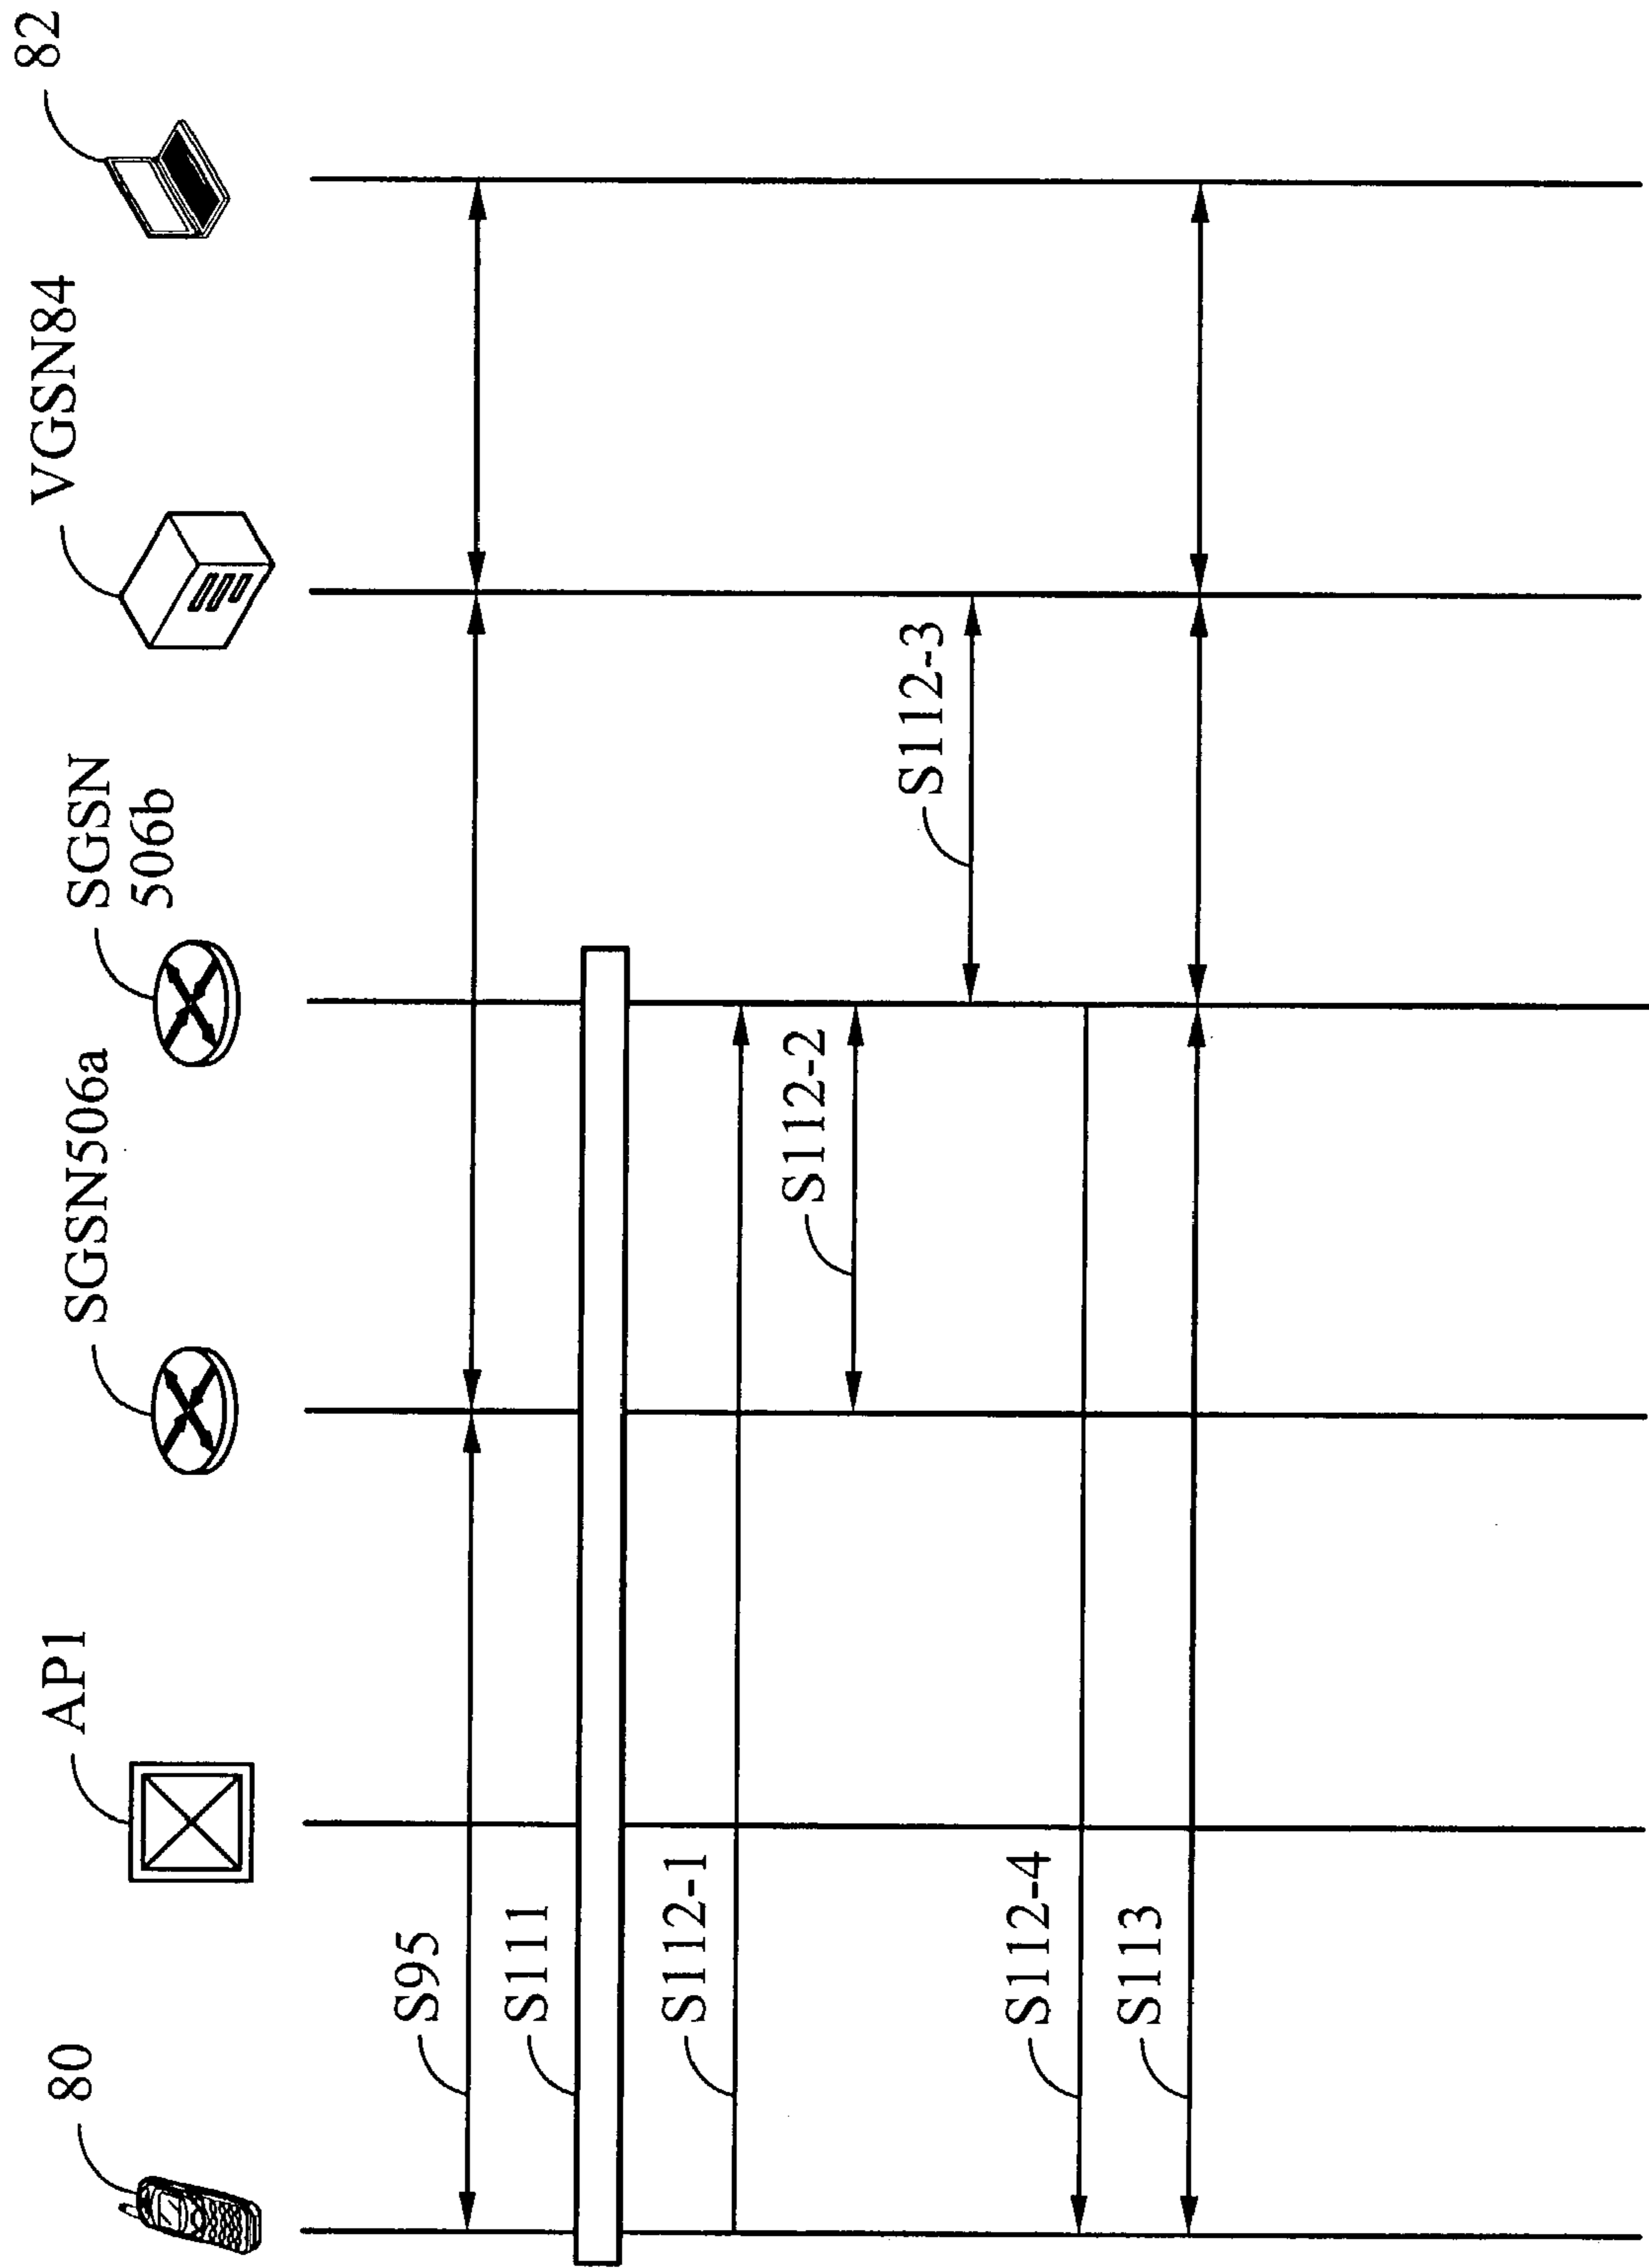 80
AP1
SGSN506a
SGSN
506b
VGSN84
82
S95
S111
S112-1
S112-2
S112-3
S112-4
S113